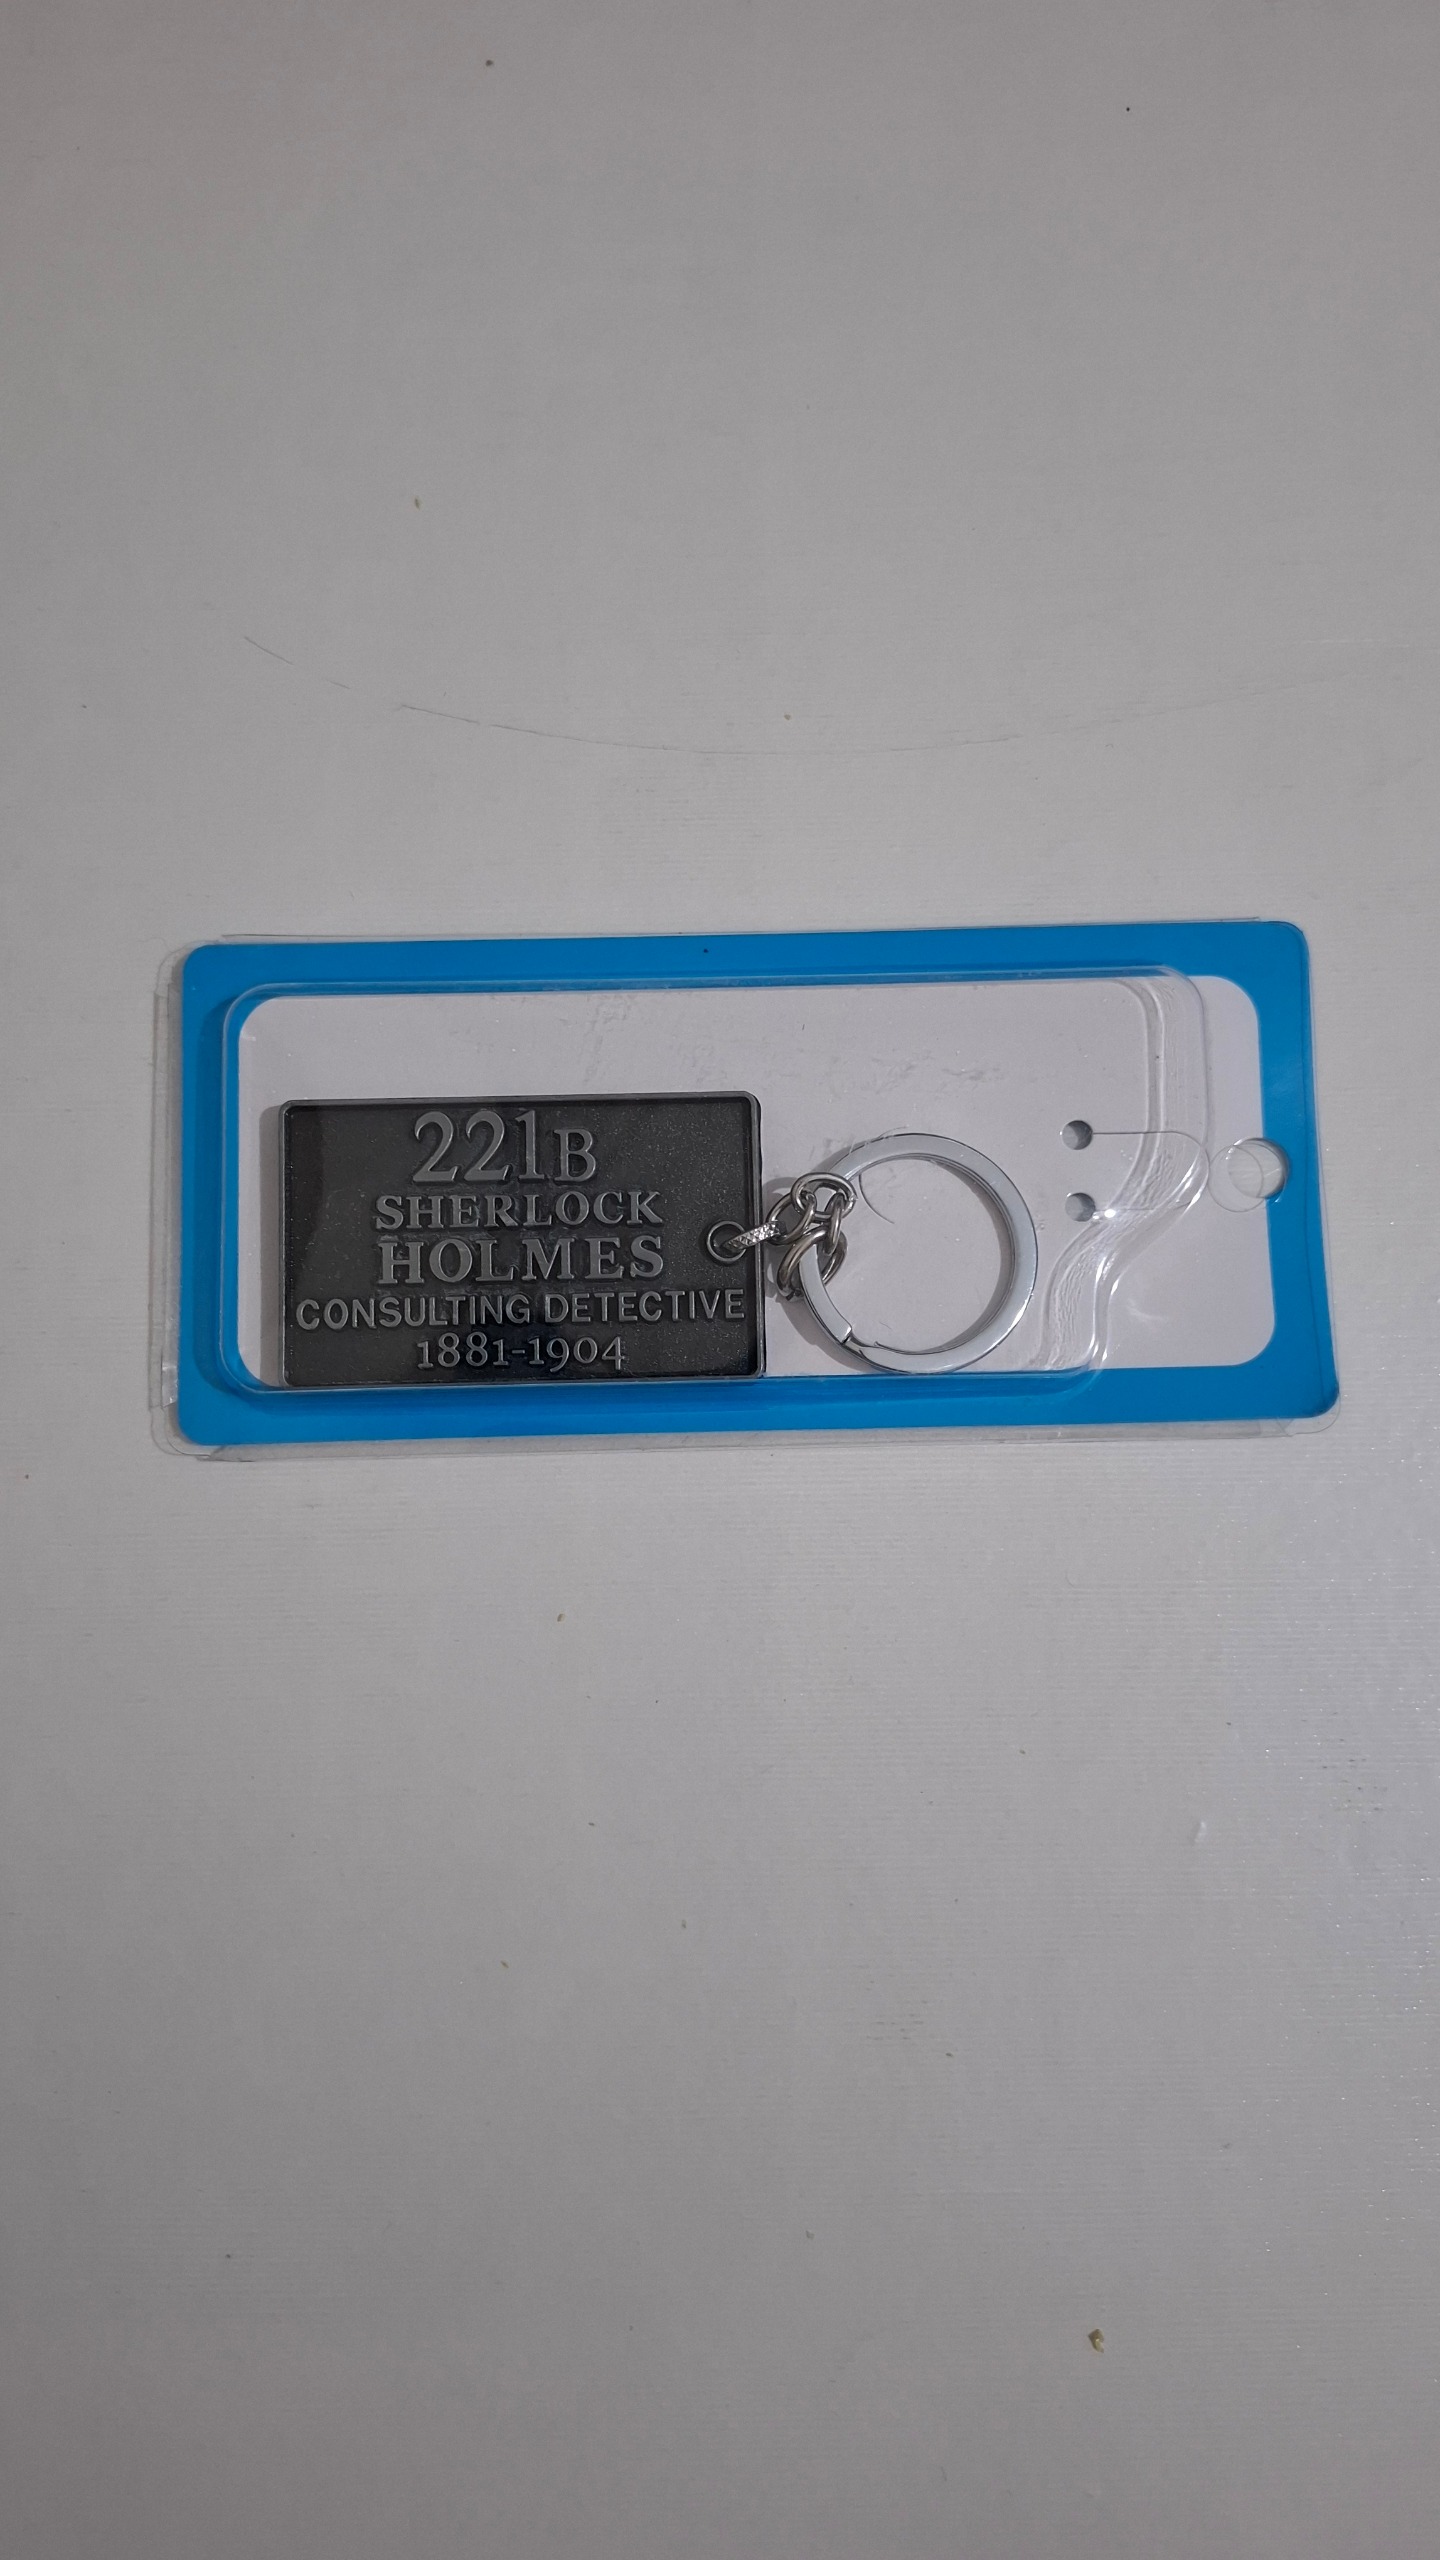 221B
SHERLOCK
HOLMES
CONSULTING DETECTIVE
1881-1904